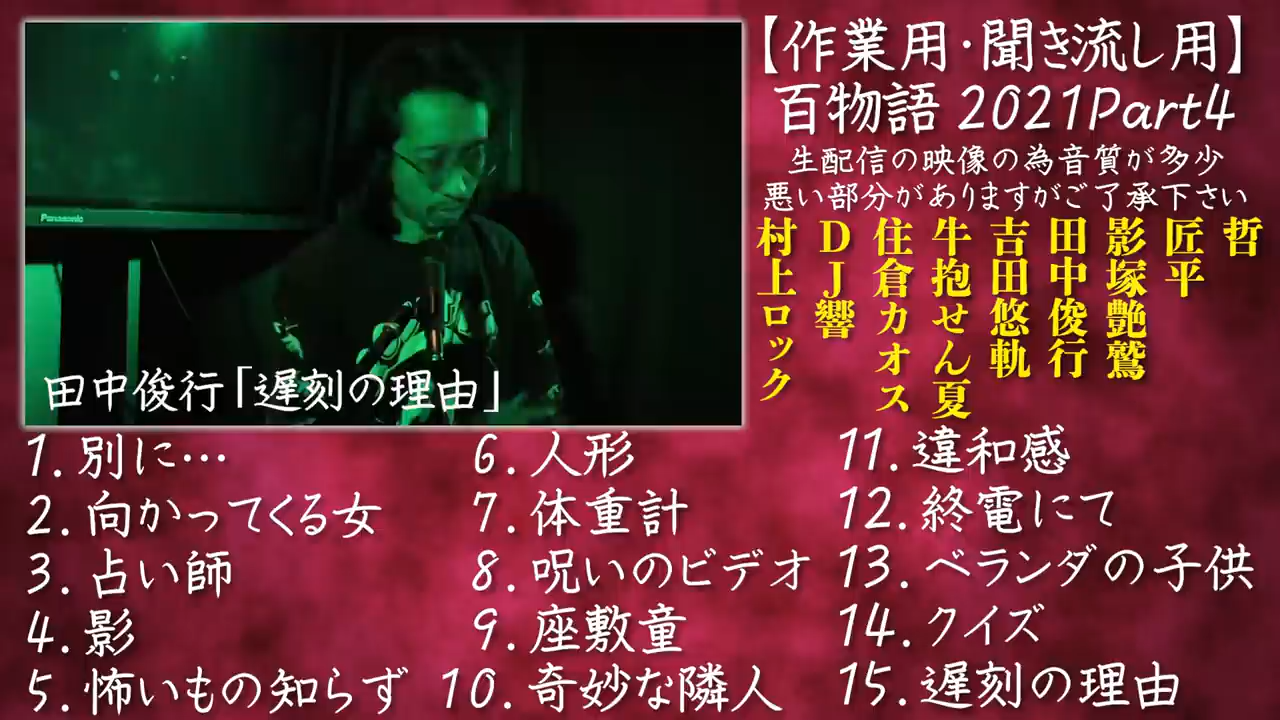 【作業用・聞き流し用】
百物語 2021Part4
生配信の映像の為音質が多少
悪い部分がありますがご了承下さい
哲
匠平
影塚艶鷲
田中俊行
吉田悠軌
牛抱せん夏
住倉カオス
DJ響
村上ロック
Panasonic
田中俊行「遅刻の理由」
1. 別に…
2. 向かってくる女
3. 占い師
4. 影
5. 怖いもの知らず
6. 人形
7. 体重計
8. 呪いのビデオ
9. 座敷童
10. 奇妙な隣人
11. 違和感
12. 終電にて
13. ベランダの子供
14. クイズ
15. 遅刻の理由